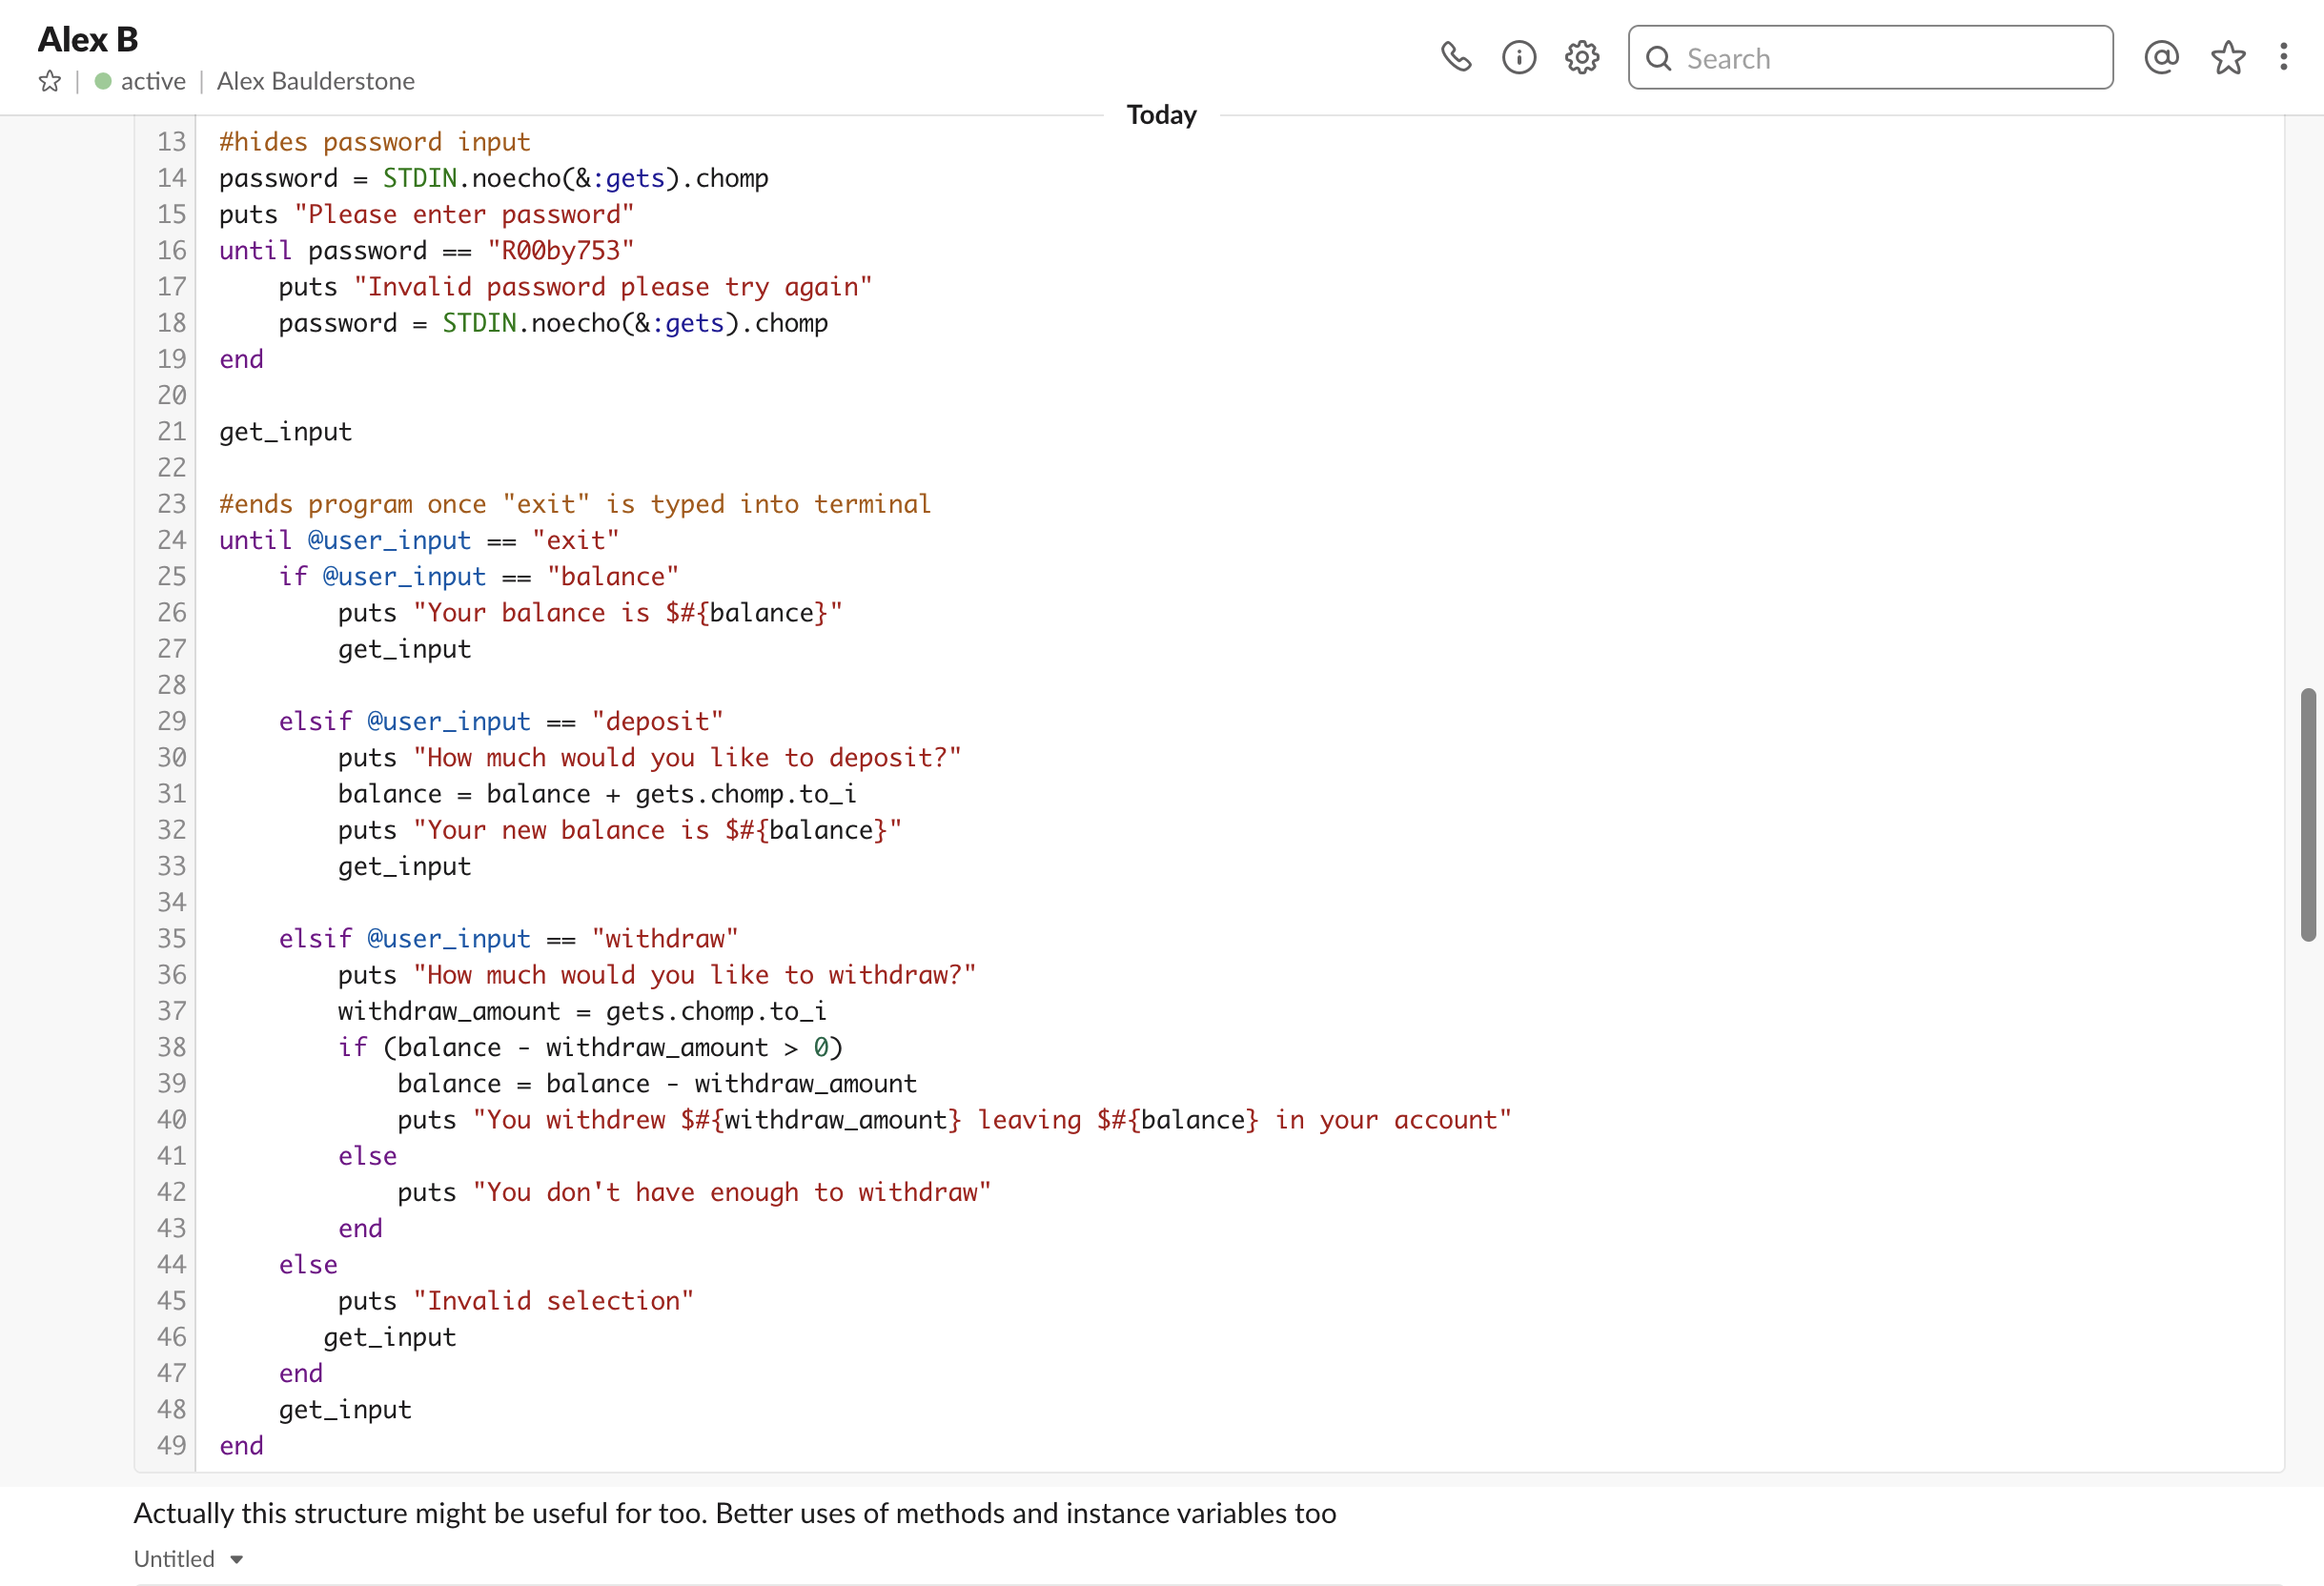 Alex B
active | Alex Baulderstone
Search
Today
13 #hides password input
14 password = STDIN.noecho(&:gets).chomp
15 puts "Please enter password"
16 until password == "R00by753"
17     puts "Invalid password please try again"
18     password = STDIN.noecho(&:gets).chomp
19 end
20
21 get_input
22
23 #ends program once "exit" is typed into terminal
24 until @user_input == "exit"
25     if @user_input == "balance"
26         puts "Your balance is $#{balance}"
27         get_input
28
29     elsif @user_input == "deposit"
30         puts "How much would you like to deposit?"
31         balance = balance + gets.chomp.to_i
32         puts "Your new balance is $#{balance}"
33         get_input
34
35     elsif @user_input == "withdraw"
36         puts "How much would you like to withdraw?"
37         withdraw_amount = gets.chomp.to_i
38         if (balance - withdraw_amount > 0)
39             balance = balance - withdraw_amount
40             puts "You withdrew $#{withdraw_amount} leaving $#{balance} in your account"
41         else
42             puts "You don't have enough to withdraw"
43         end
44     else
45         puts "Invalid selection"
46        get_input
47     end
48     get_input
49 end
Actually this structure might be useful for too. Better uses of methods and instance variables too
Untitled